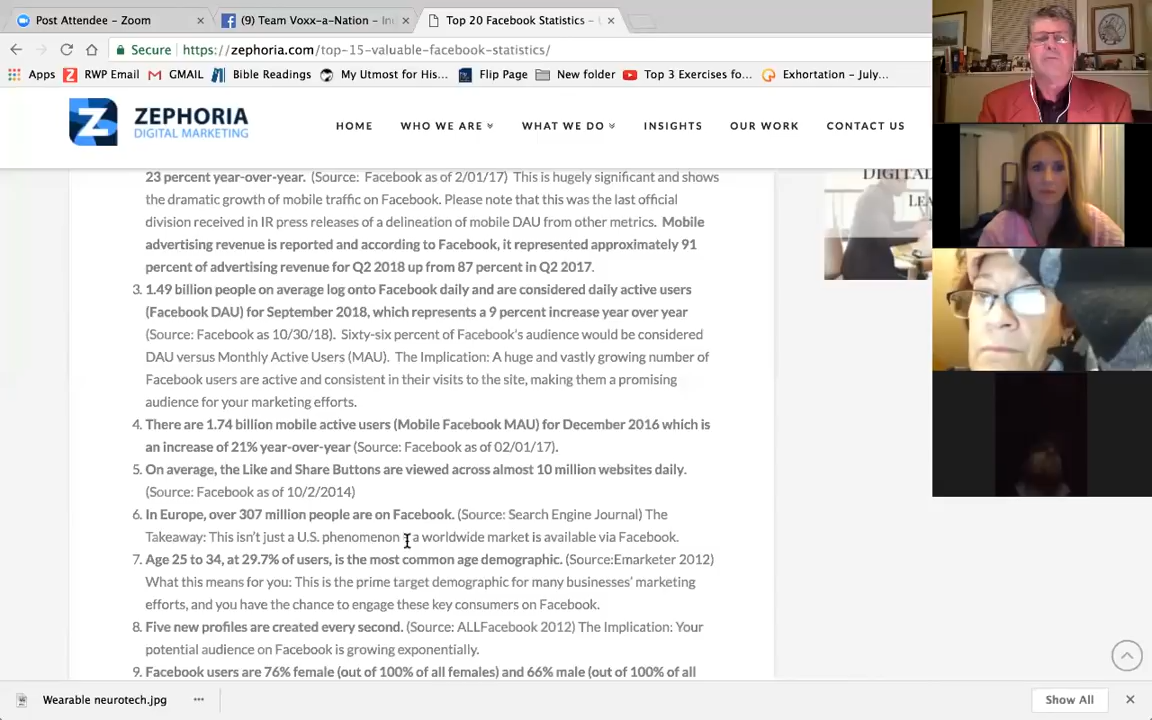 Post Attendee - Zoom
(9) Team Voxx-a-Nation - In
Top 20 Facebook Statistics -
Secure
https://zephoria.com/top-15-valuable-facebook-statistics/
Apps
RWP Email
GMAIL
Bible Readings
My Utmost for His...
Flip Page
New folder
Top 3 Exercises fo...
Exhortation - July...
ZEPHORIA
DIGITAL MARKETING
HOME
WHO WE ARE
WHAT WE DO
INSIGHTS
OUR WORK
CONTACT US
DIGITAL
LEA
23 percent year-over-year. (Source: Facebook as of 2/01/17) This is hugely significant and shows
the dramatic growth of mobile traffic on Facebook. Please note that this was the last official
division received in IR press releases of a delineation of mobile DAU from other metrics. Mobile
advertising revenue is reported and according to Facebook, it represented approximately 91
percent of advertising revenue for Q2 2018 up from 87 percent in Q2 2017.
3. 1.49 billion people on average log onto Facebook daily and are considered daily active users
(Facebook DAU) for September 2018, which represents a 9 percent increase year over year
(Source: Facebook as 10/30/18). Sixty-six percent of Facebook's audience would be considered
DAU versus Monthly Active Users (MAU). The Implication: A huge and vastly growing number of
Facebook users are active and consistent in their visits to the site, making them a promising
audience for your marketing efforts.
4. There are 1.74 billion mobile active users (Mobile Facebook MAU) for December 2016 which is
an increase of 21% year-over-year (Source: Facebook as of 02/01/17).
5. On average, the Like and Share Buttons are viewed across almost 10 million websites daily.
(Source: Facebook as of 10/2/2014)
6. In Europe, over 307 million people are on Facebook. (Source: Search Engine Journal) The
Takeaway: This isn't just a U.S. phenomenon a worldwide market is available via Facebook.
7. Age 25 to 34, at 29.7% of users, is the most common age demographic. (Source:Emarketer 2012)
What this means for you: This is the prime target demographic for many businesses' marketing
efforts, and you have the chance to engage these key consumers on Facebook.
8. Five new profiles are created every second. (Source: ALLFacebook 2012) The Implication: Your
potential audience on Facebook is growing exponentially.
9. Facebook users are 76% female (out of 100% of all females) and 66% male (out of 100% of all
Wearable neurotech.jpg
Show All